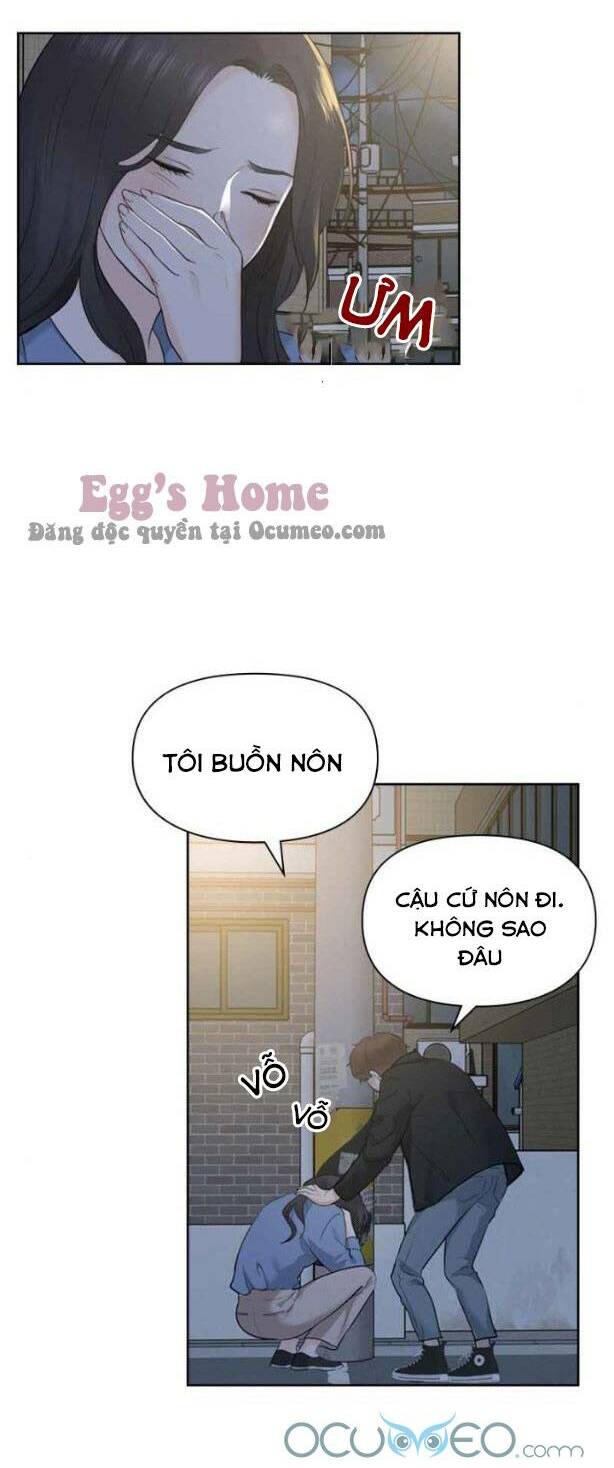 ƯM
Egg's Home
Đăng độc quyền tại Ocumeo.com
TÔI BUỒN NÔN
CẬU CỨ NÔN ĐI.
KHÔNG SAO
ĐÂU
VỖ
VỖ
OCUMEO.comm